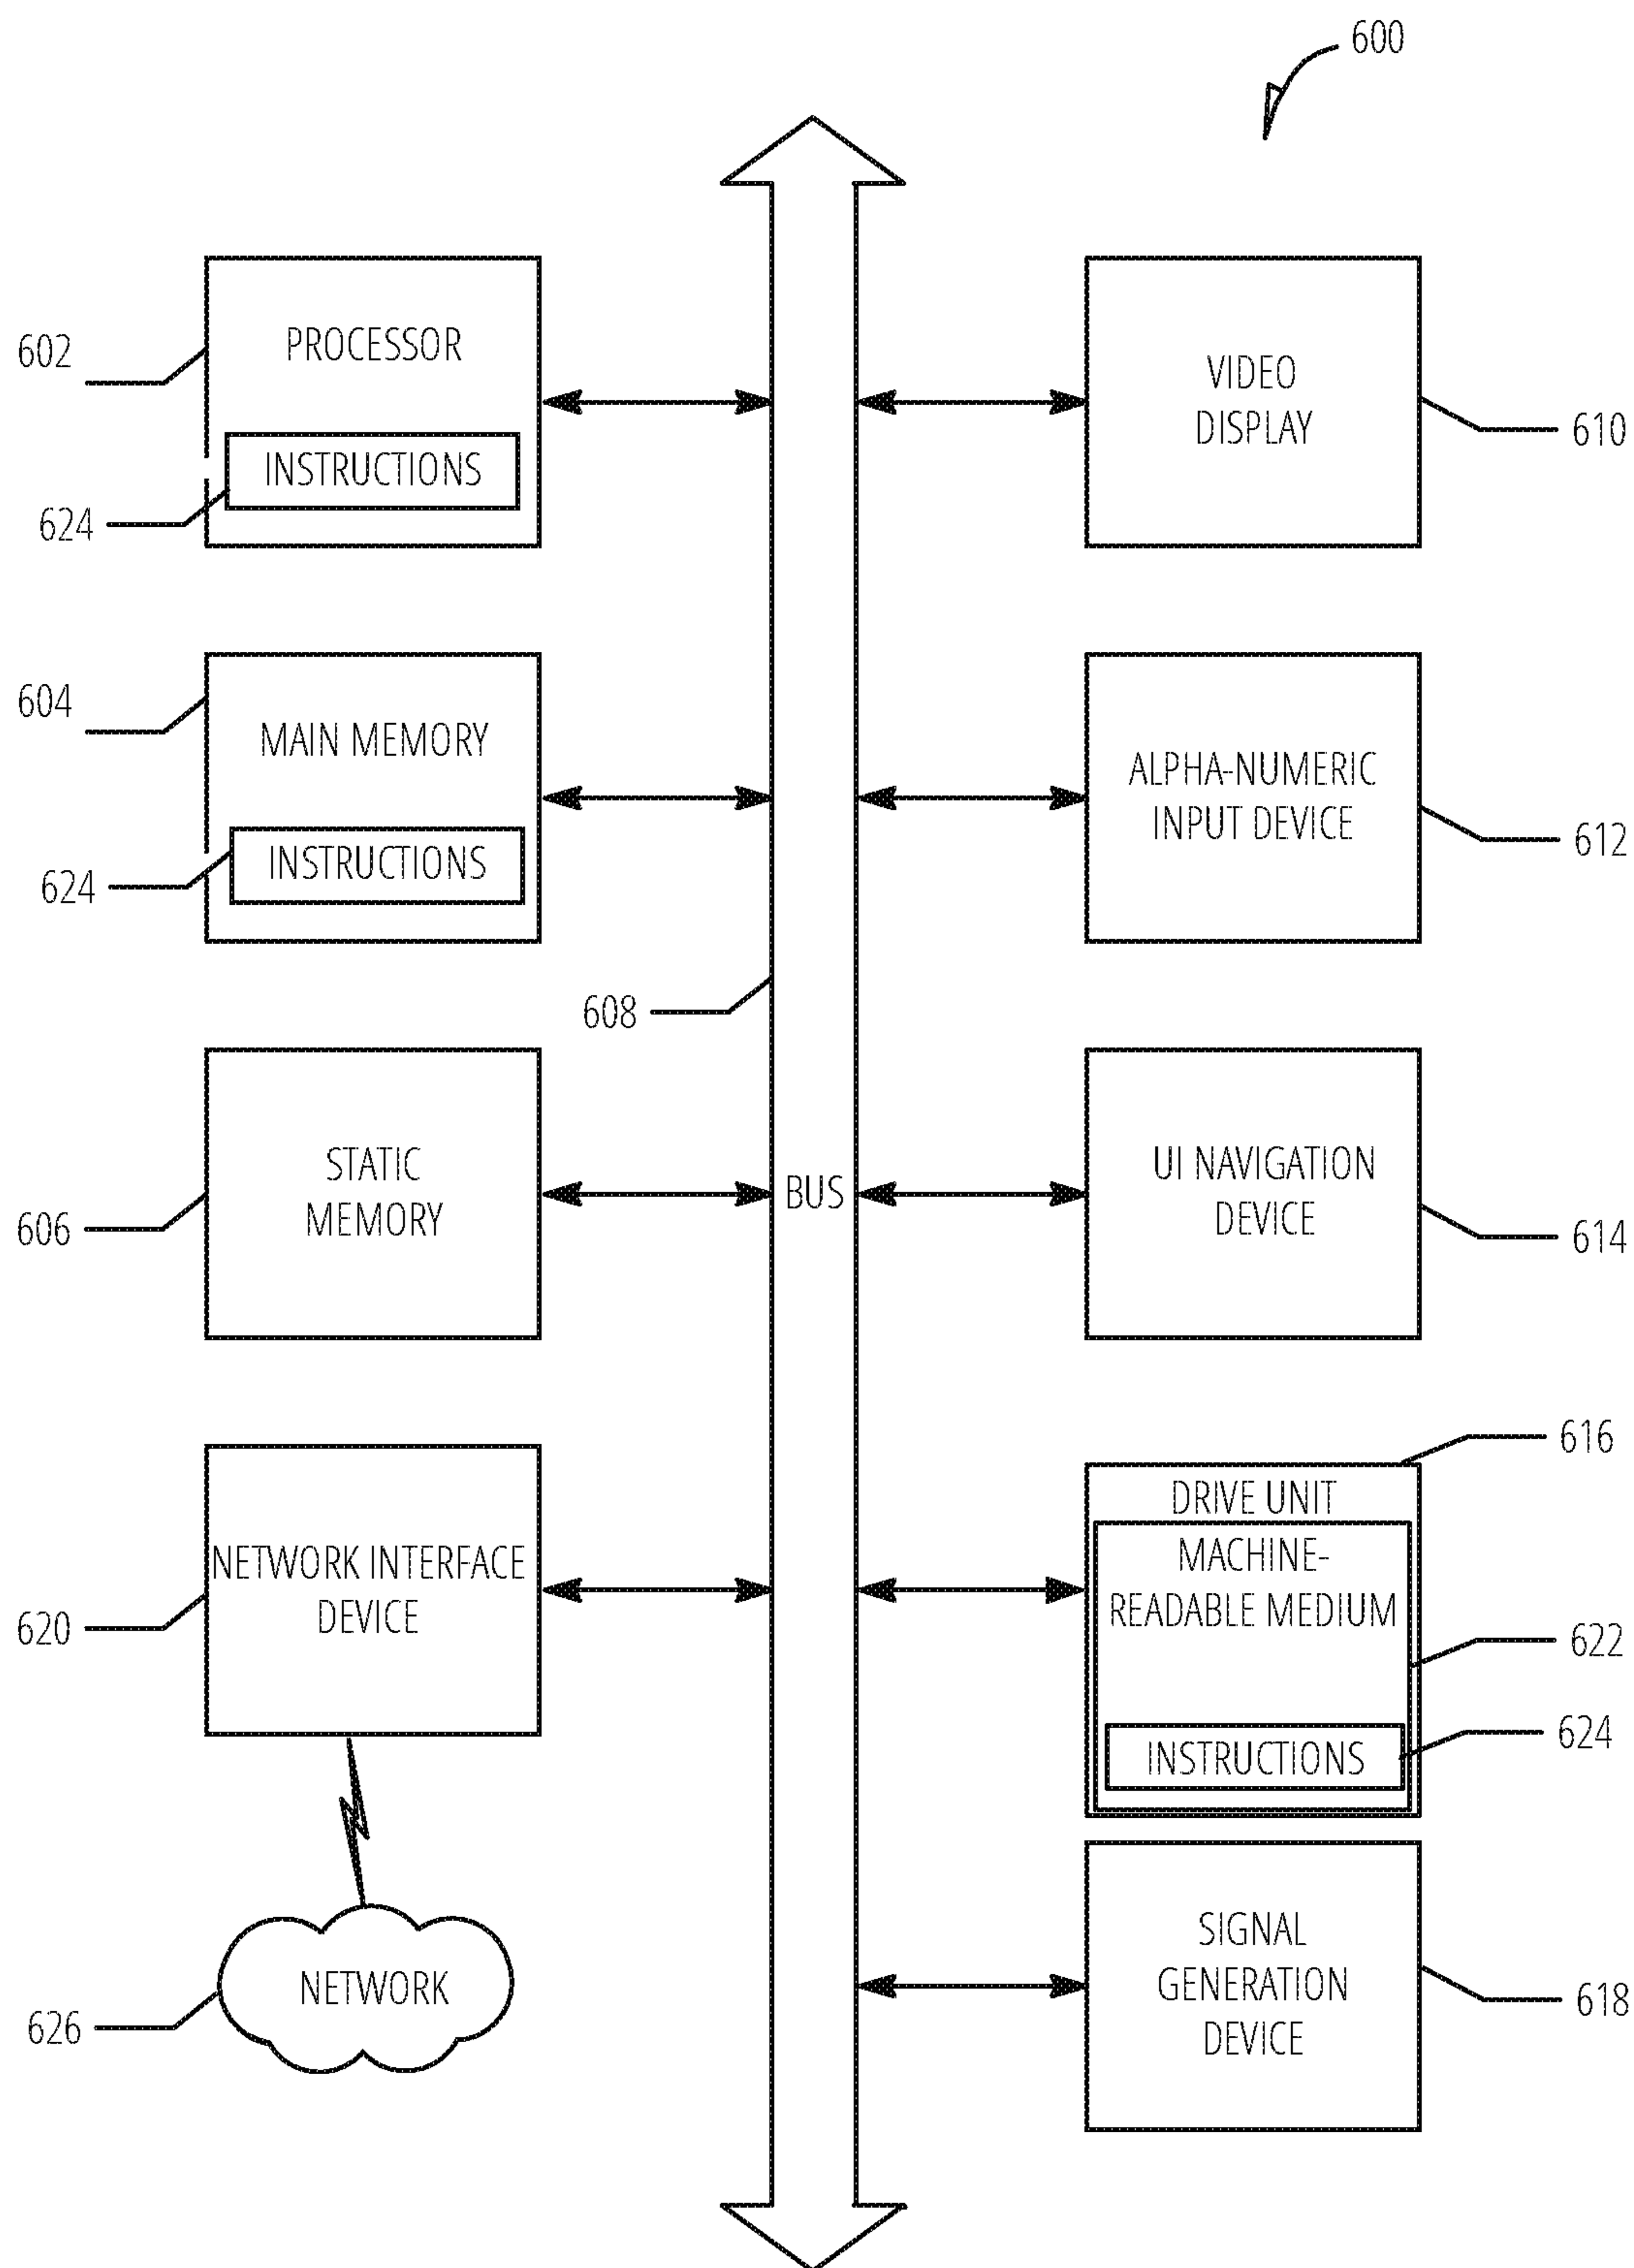 600
602
PROCESSOR
INSTRUCTIONS
624
VIDEO
DISPLAY
610
604
MAIN MEMORY
INSTRUCTIONS
624
ALPHA-NUMERIC
INPUT DEVICE
612
608
606
STATIC
MEMORY
BUS
UI NAVIGATION
DEVICE
614
620
NETWORK INTERFACE
DEVICE
616
DRIVE UNIT
MACHINE-
READABLE MEDIUM
622
INSTRUCTIONS
624
626
NETWORK
SIGNAL
GENERATION
DEVICE
618